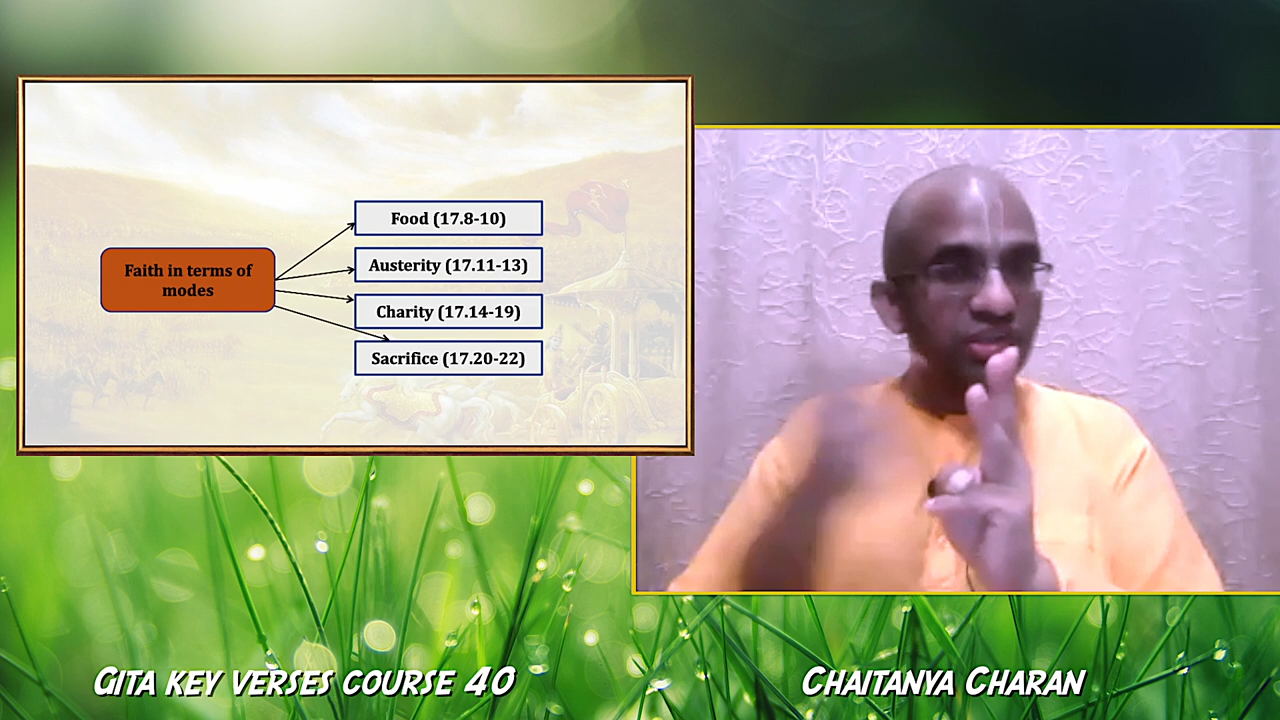 Faith in terms of
modes
Food (17.8-10)
Austerity (17.11-13)
Charity (17.14-19)
Sacrifice (17.20-22)
Gita key verses course 40
Chaitanya Charan